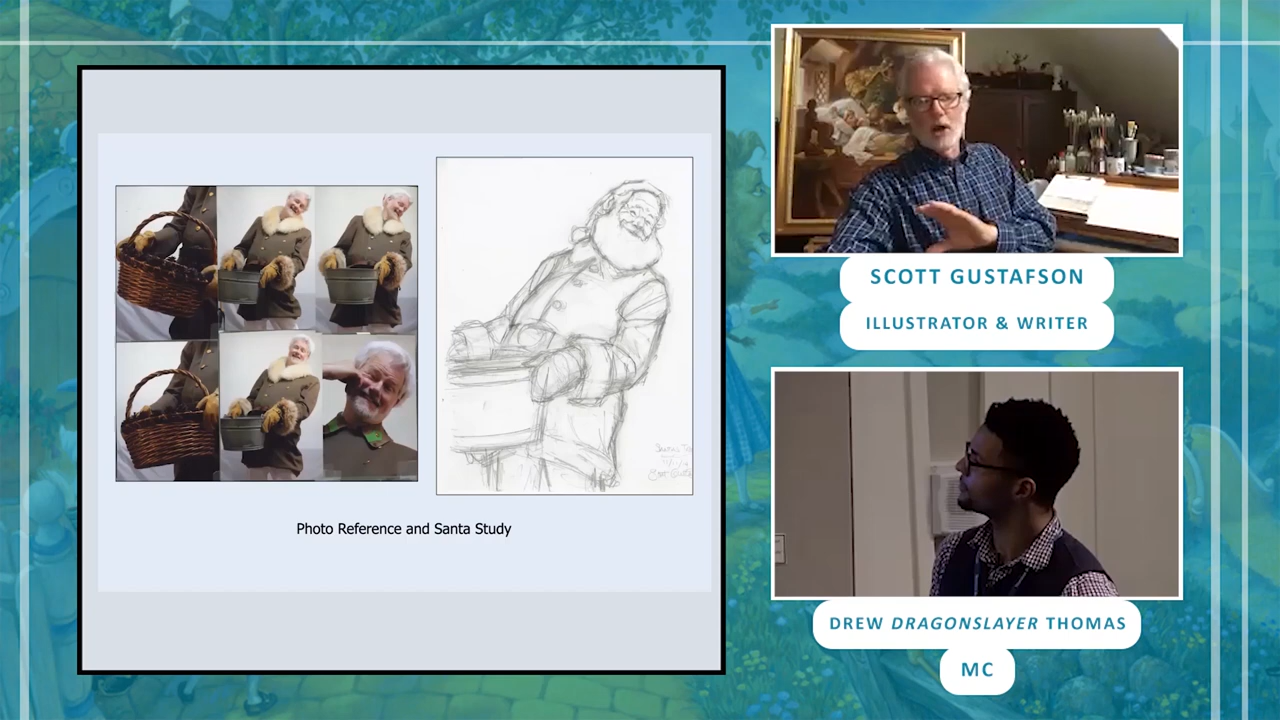 Photo Reference and Santa Study
SCOTT GUSTAFSON
ILLUSTRATOR & WRITER
DREW DRAGONSLAYER THOMAS
MC